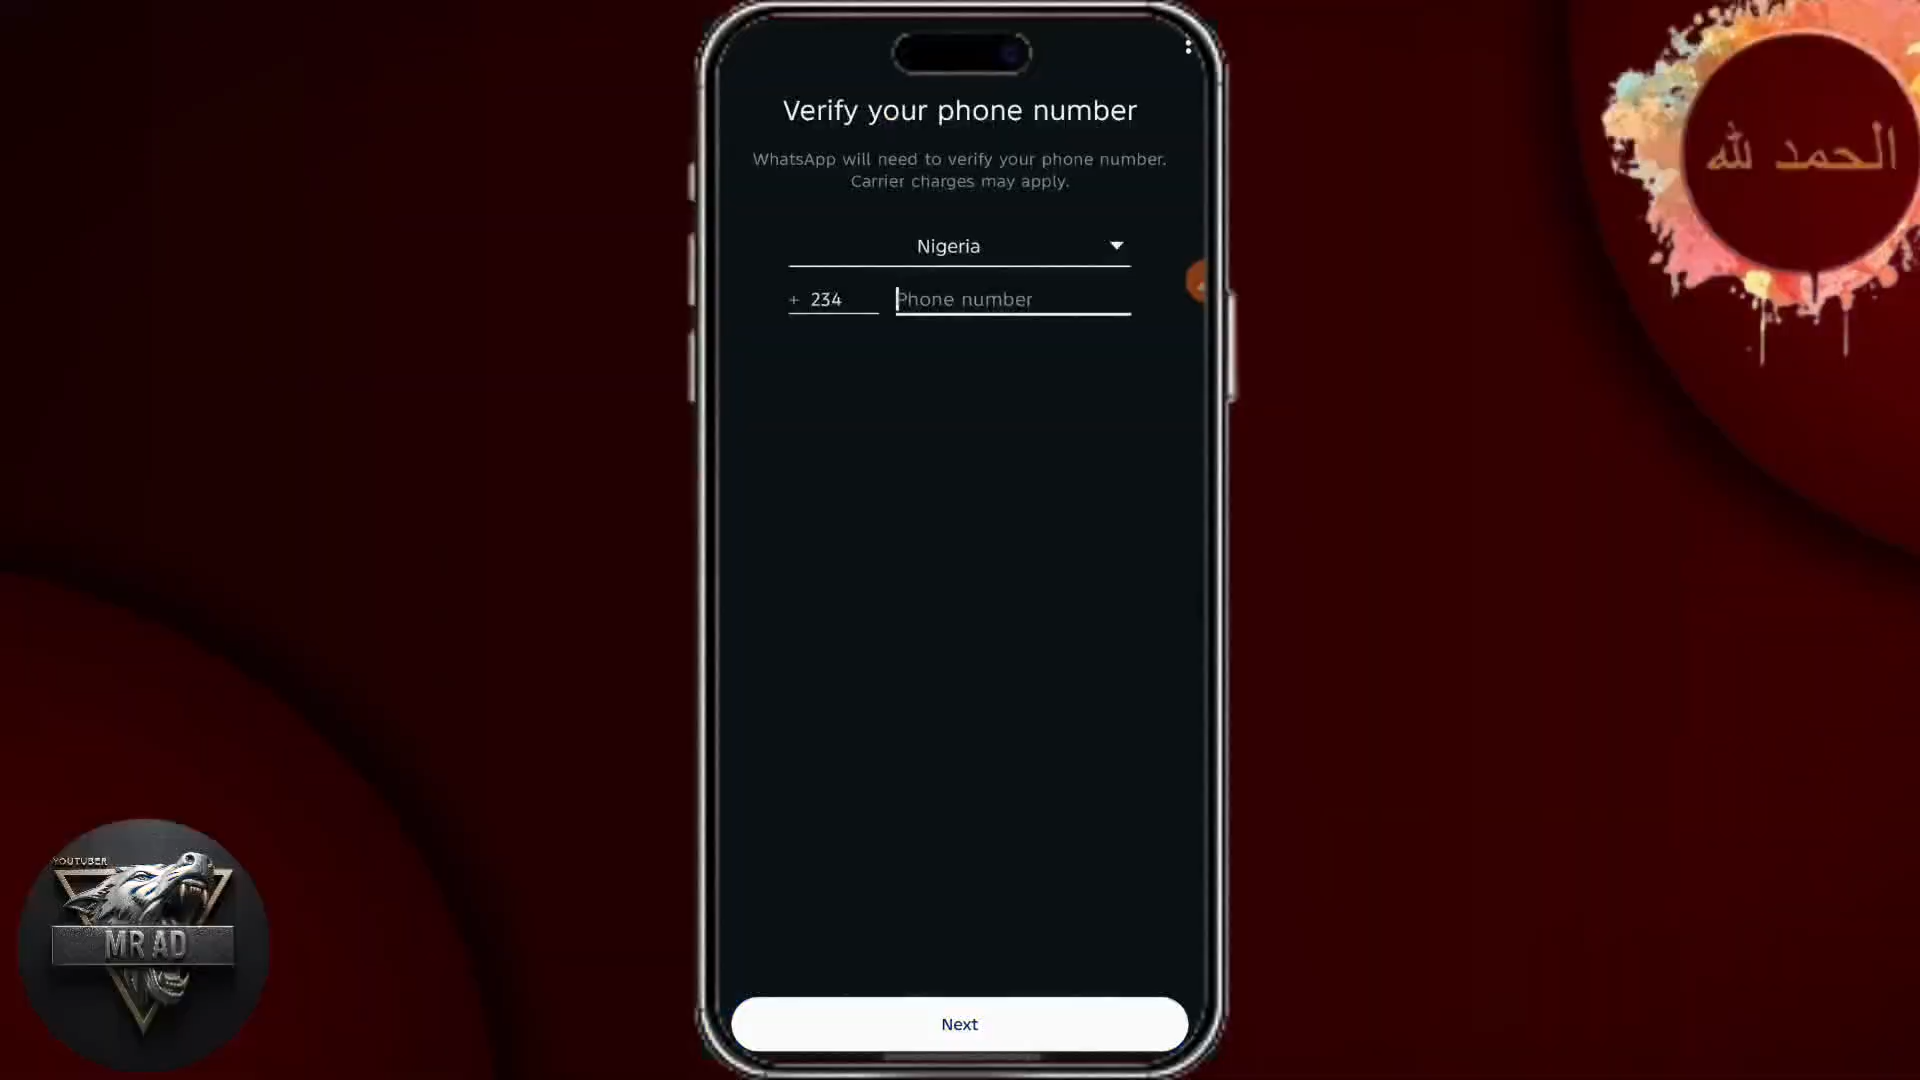 Verify your phone number
WhatsApp will need to verify your phone number.
Carrier charges may apply.
Nigeria
+ 234
Phone number
Next
الحمد لله
YOUTUBER
MR AD